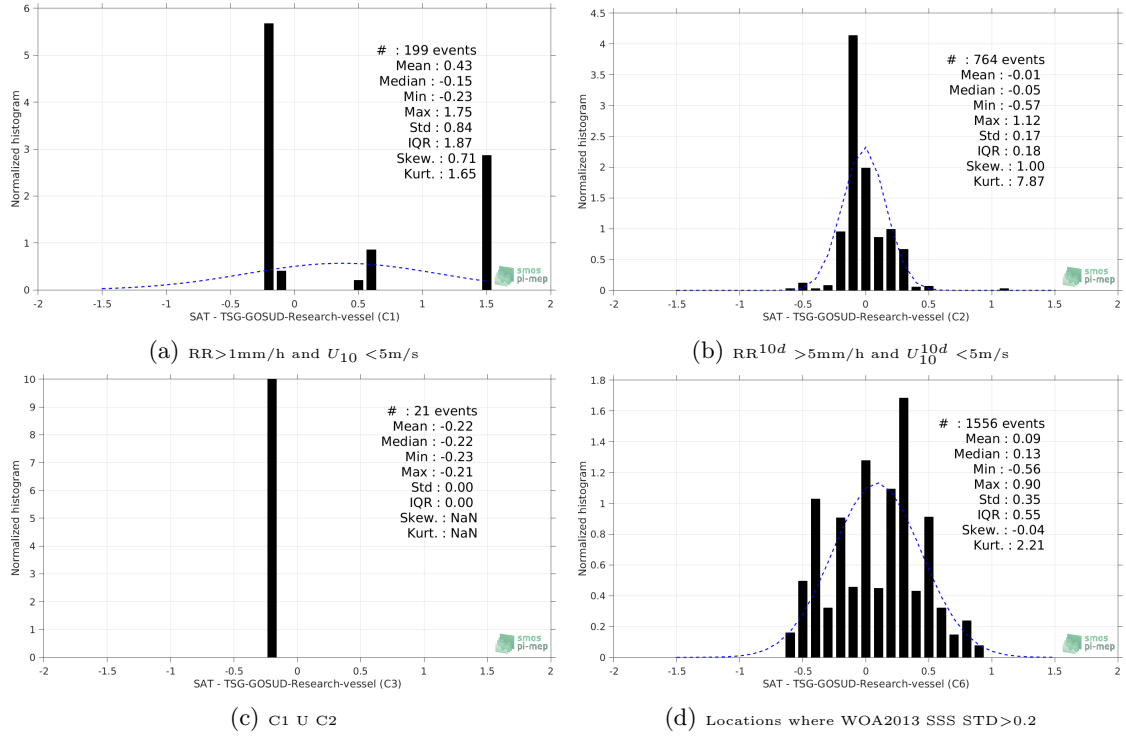 6
5
4
3
2
1
0
Normalized histogram
-2
-1.5
-1
-0.5
0
0.5
1
1.5
2
SAT - TSG-GOSUD-Research-vessel (C1)
# : 199 events
Mean : 0.43
Median : -0.15
Min : -0.23
Max : 1.75
Std : 0.84
IQR : 1.87
Skew. : 0.71
Kurt. : 1.65
smos
pi-mep
(a) RR>1mm/h and U10 <5m/s
4.5
4
3.5
3
2.5
2
1.5
1
0.5
0
Normalized histogram
-2
-1.5
-1
-0.5
0
0.5
1
1.5
2
SAT - TSG-GOSUD-Research-vessel (C2)
# : 764 events
Mean : -0.01
Median : -0.05
Min : -0.57
Max : 1.12
Std : 0.17
IQR : 0.18
Skew. : 1.00
Kurt. : 7.87
smos
pi-mep
(b) RR10d >5mm/h and U10d10 <5m/s
10
9
8
7
6
5
4
3
2
1
0
Normalized histogram
-2
-1.5
-1
-0.5
0
0.5
1
1.5
2
SAT - TSG-GOSUD-Research-vessel (C3)
# : 21 events
Mean : -0.22
Median : -0.22
Min : -0.23
Max : -0.21
Std : 0.00
IQR : 0.00
Skew. : NaN
Kurt. : NaN
smos
pi-mep
(c) C1 U C2
1.8
1.6
1.4
1.2
1
0.8
0.6
0.4
0.2
0
Normalized histogram
-2
-1.5
-1
-0.5
0
0.5
1
1.5
2
SAT - TSG-GOSUD-Research-vessel (C6)
# : 1556 events
Mean : 0.09
Median : 0.13
Min : -0.56
Max : 0.90
Std : 0.35
IQR : 0.55
Skew. : -0.04
Kurt. : 2.21
smos
pi-mep
(d) Locations where WOA2013 SSS STD>0.2